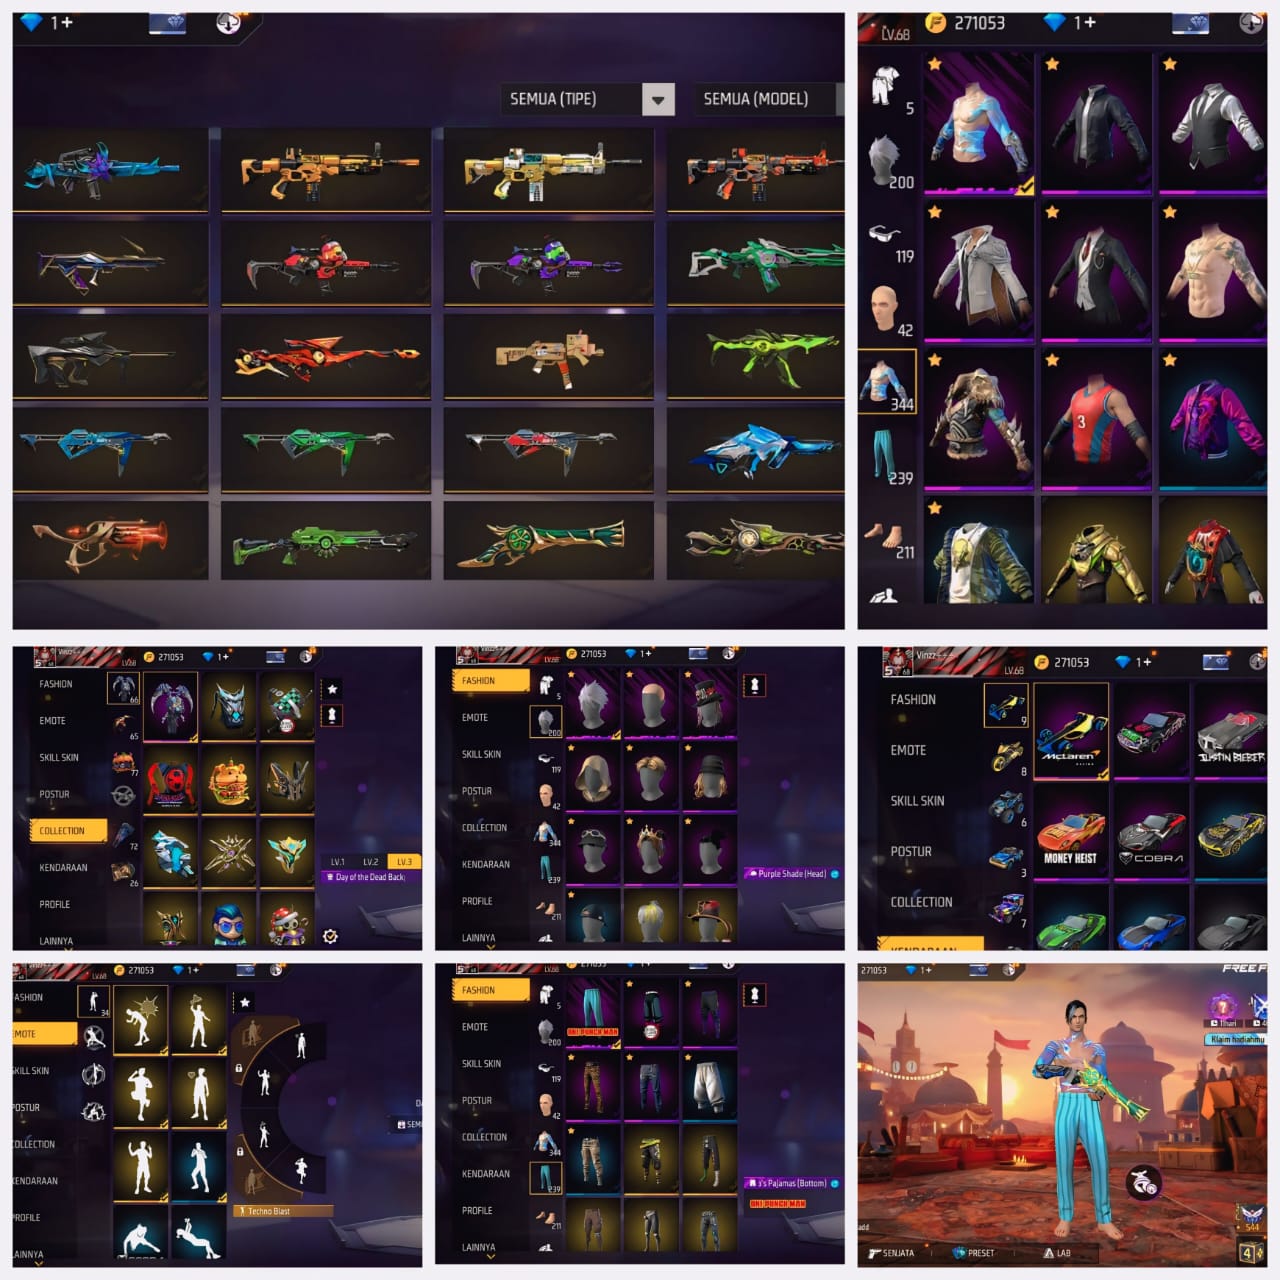 1+
SEMUA (TIPE)
SEMUA (MODEL)
LV.68
271053
1+
5
200
119
42
344
239
211
3
Vinzz
LV.68
271053
1+
FASHION
EMOTE
SKILL SKIN
POSTUR
COLLECTION
KENDARAAN
PROFILE
LAINNYA
66
65
77
72
26
LV.1
LV.2
LV.3
Day of the Dead Back
LV.68
271053
1+
FASHION
EMOTE
SKILL SKIN
POSTUR
COLLECTION
KENDARAAN
PROFILE
LAINNYA
5
200
119
42
344
239
211
Purple Shade (Head)
Vinzz
LV.68
271053
1+
FASHION
EMOTE
SKILL SKIN
POSTUR
COLLECTION
KENDARAAN
9
8
6
3
7
McLaren
JUSTIN BIEBER
MONEY HEIST
COBRA
LV.68
271053
1+
FASHION
MOTE
SKILL SKIN
POSTUR
COLLECTION
KENDARAAN
PROFILE
LAINNYA
34
Techno Blast
271053
1+
FASHION
EMOTE
SKILL SKIN
POSTUR
COLLECTION
KENDARAAN
PROFILE
LAINNYA
5
200
119
42
344
239
211
ONE PUNCH MAN
's Pajamas (Bottom)
ONE PUNCH MAN
271053
1+
FREE F
Klaim hadiahmu
544
4
add
SENJATA
PRESET
LAB